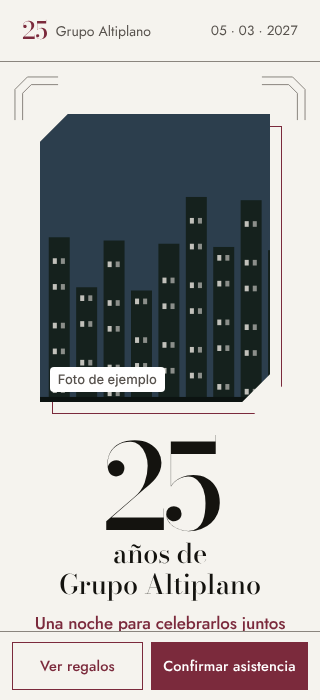 25 Grupo Altiplano
05 · 03 · 2027
Foto de ejemplo
25
años de
Grupo Altiplano
Una noche para celebrarlos juntos
Ver regalos
Confirmar asistencia